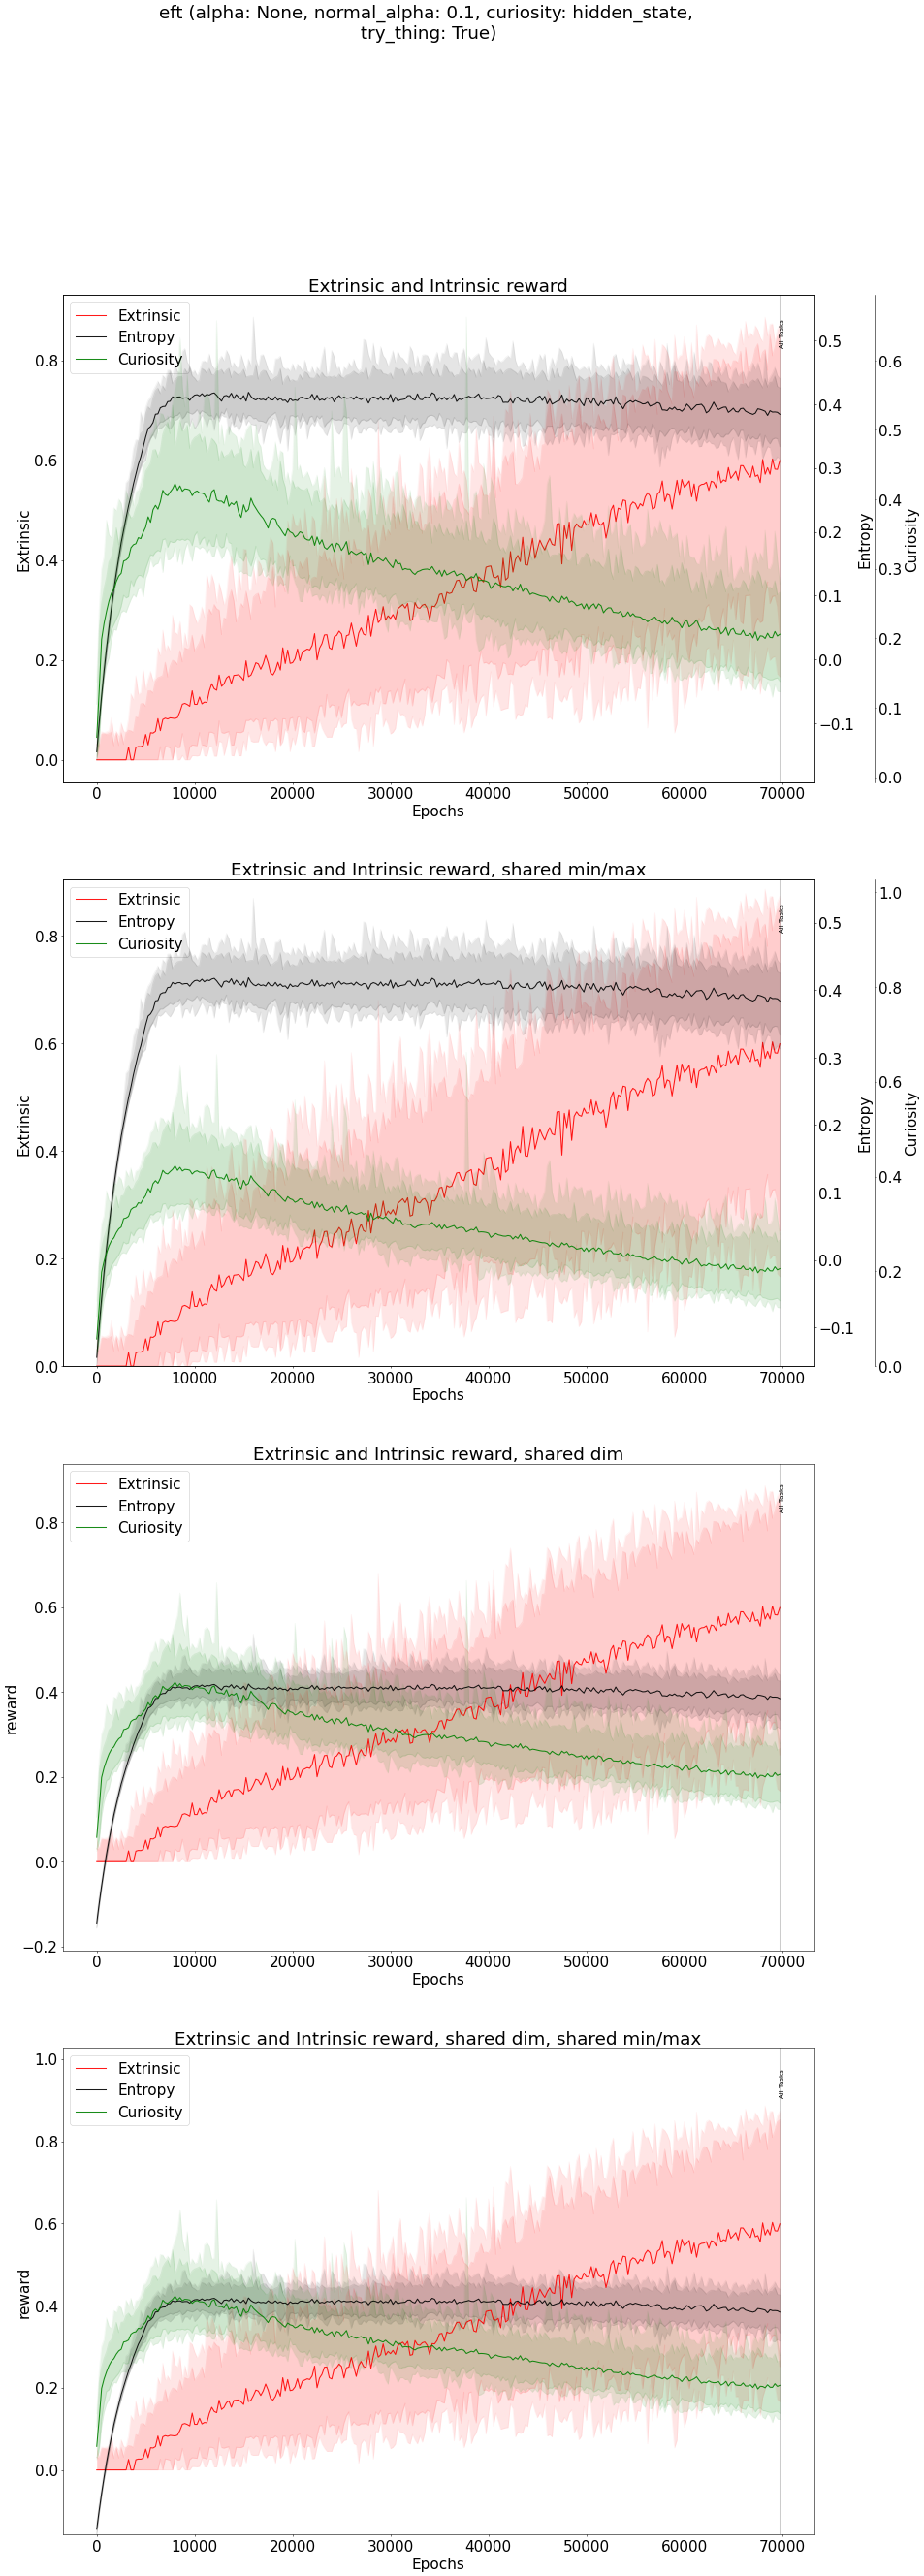 eft (alpha: None, normal_alpha: 0.1, curiosity: hidden_state,
try_thing: True)
Extrinsic and Intrinsic reward
Extrinsic
Entropy
Curiosity
All Tasks
0.8
0.6
0.4
0.2
0.0
Extrinsic
0.5
0.4
0.3
0.2
0.1
0.0
−0.1
Entropy
0.6
0.5
0.4
0.3
0.2
0.1
0.0
Curiosity
0 10000 20000 30000 40000 50000 60000 70000
Epochs
Extrinsic and Intrinsic reward, shared min/max
Extrinsic
Entropy
Curiosity
All Tasks
0.8
0.6
0.4
0.2
0.0
Extrinsic
0.5
0.4
0.3
0.2
0.1
0.0
−0.1
Entropy
1.0
0.8
0.6
0.4
0.2
0.0
Curiosity
0 10000 20000 30000 40000 50000 60000 70000
Epochs
Extrinsic and Intrinsic reward, shared dim
Extrinsic
Entropy
Curiosity
All Tasks
0.8
0.6
0.4
0.2
0.0
−0.2
reward
0 10000 20000 30000 40000 50000 60000 70000
Epochs
Extrinsic and Intrinsic reward, shared dim, shared min/max
Extrinsic
Entropy
Curiosity
All Tasks
1.0
0.8
0.6
0.4
0.2
0.0
reward
0 10000 20000 30000 40000 50000 60000 70000
Epochs